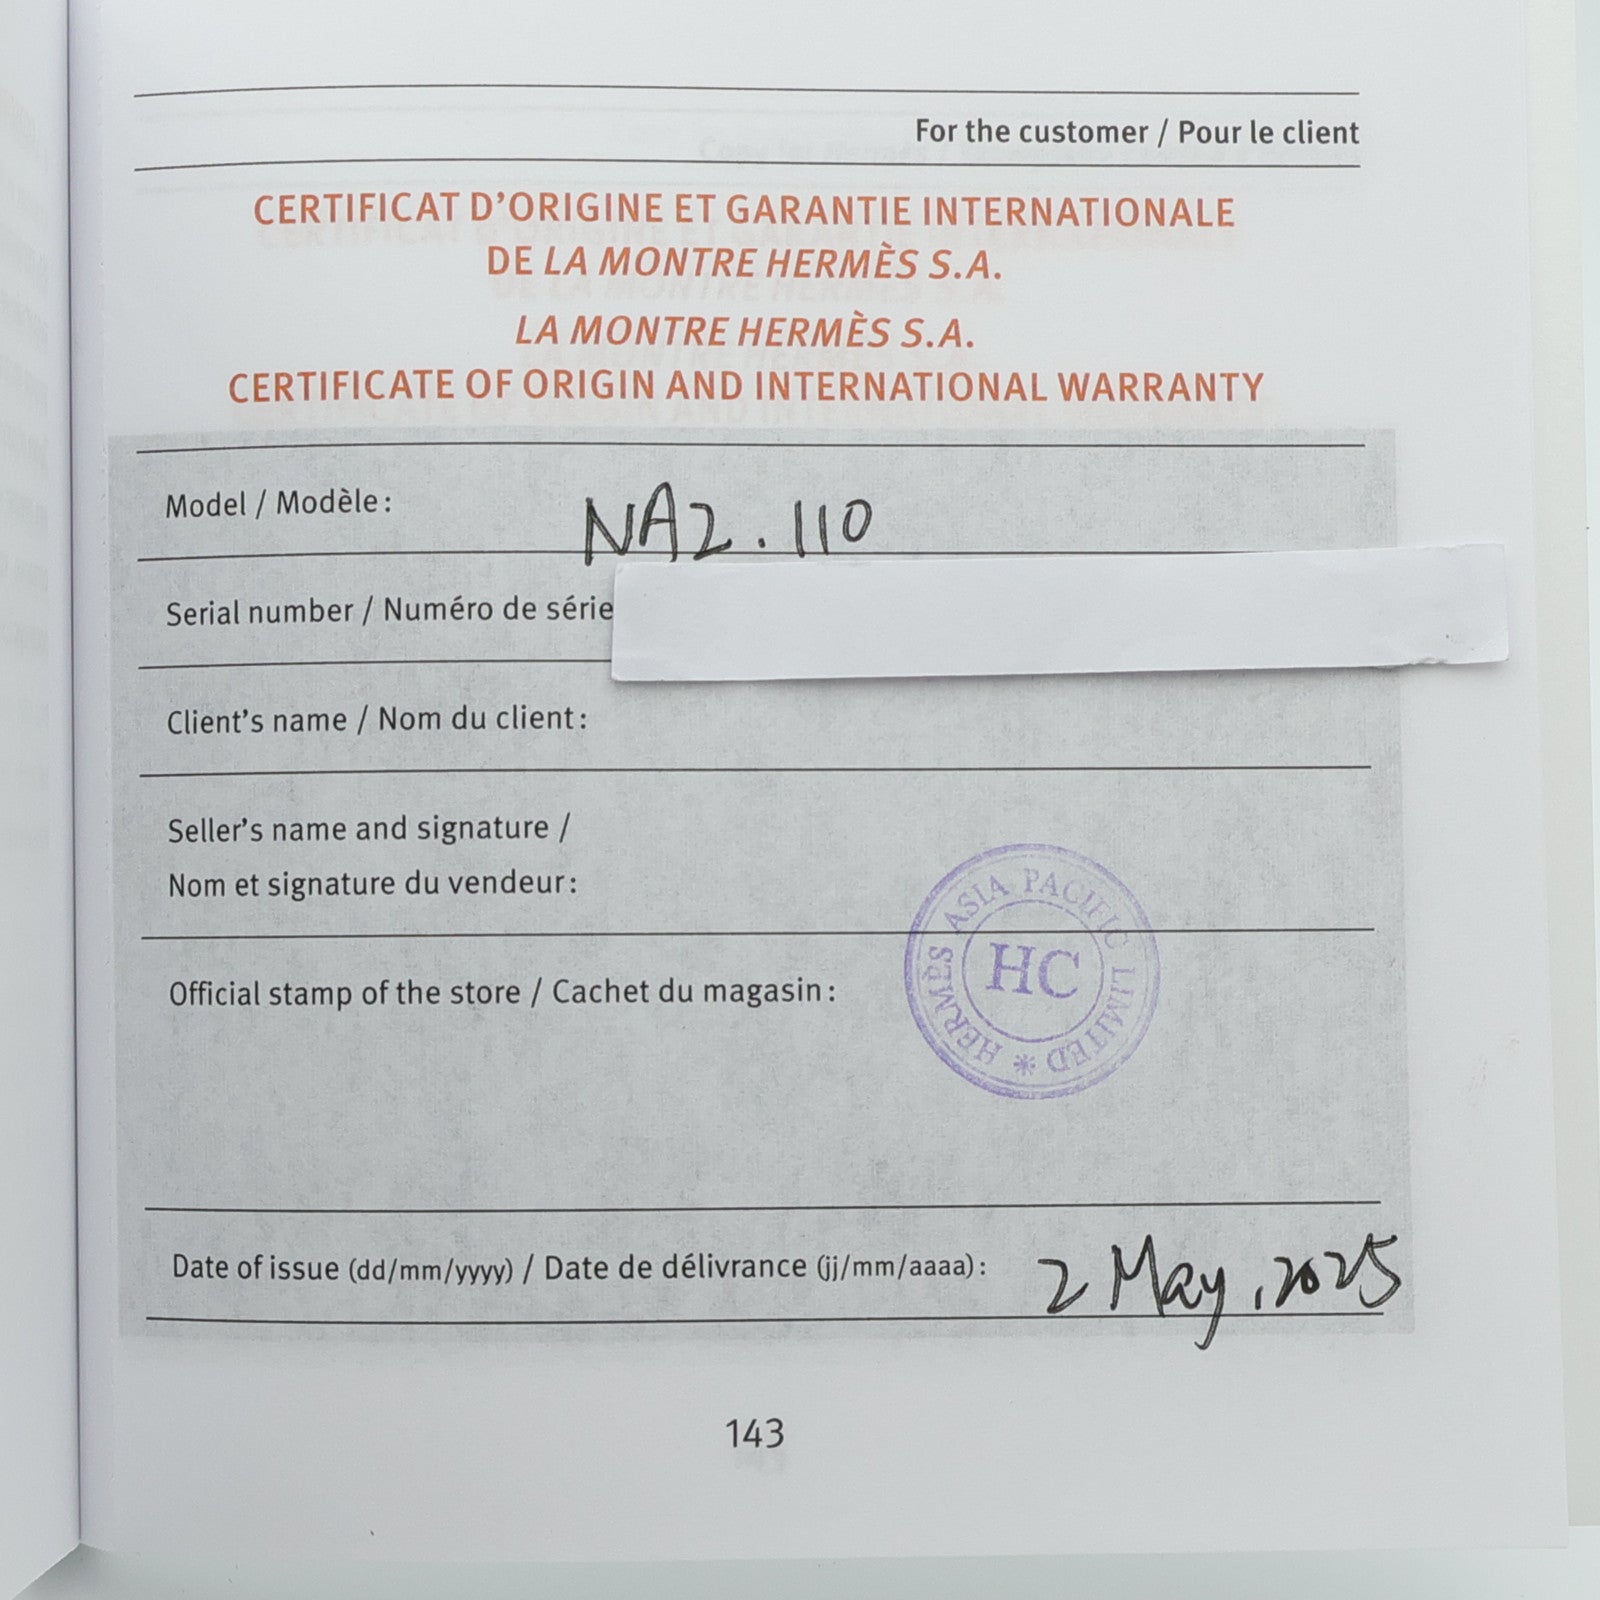 For the customer / Pour le client
CERTIFICAT D’ORIGINE ET GARANTIE INTERNATIONALE
DE LA MONTRE HERMÈS S.A.
LA MONTRE HERMÈS S.A.
CERTIFICATE OF ORIGIN AND INTERNATIONAL WARRANTY
Model / Modèle: NA2.110
Serial number / Numéro de série
Client’s name / Nom du client:
Seller’s name and signature /
Nom et signature du vendeur:
Official stamp of the store / Cachet du magasin:
HERMÈS ASIA PACIFIC LIMITED *
HC
Date of issue (dd/mm/yyyy) / Date de délivrance (jj/mm/aaaa): 2 May, 2025
143